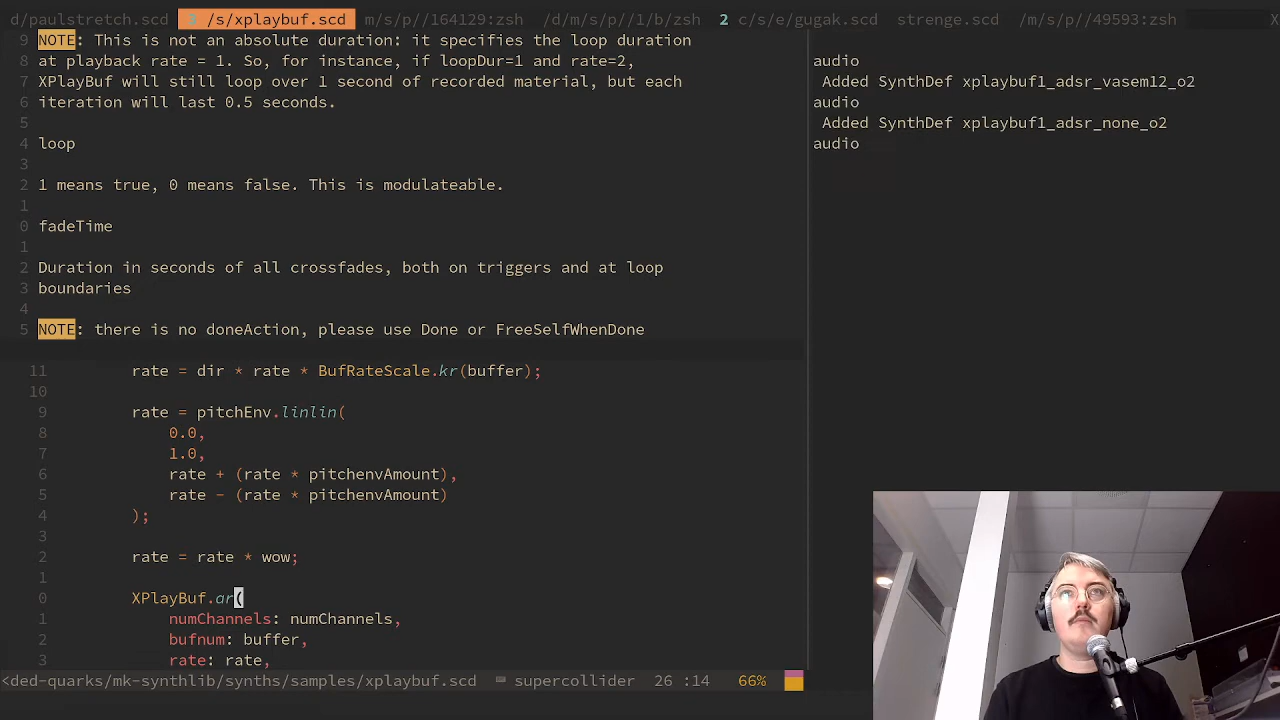 d/paulstretch.scd 3 /s/xplaybuf.scd m/s/p//164129:zsh /d/m/s/p//1/b/zsh 2 c/s/e/gugak.scd strenge.scd /m/s/p//49593:zsh X
9 NOTE: This is not an absolute duration: it specifies the loop duration
8 at playback rate = 1. So, for instance, if loopDur=1 and rate=2,
7 XPlayBuf will still loop over 1 second of recorded material, but each
6 iteration will last 0.5 seconds.
5
4 loop
3
2 1 means true, 0 means false. This is modulateable.
1
0 fadeTime
1
2 Duration in seconds of all crossfades, both on triggers and at loop
3 boundaries
4
5 NOTE: there is no doneAction, please use Done or FreeSelfWhenDone
11 rate = dir * rate * BufRateScale.kr(buffer);
10
9 rate = pitchEnv.linlin(
8 0.0,
7 1.0,
6 rate + (rate * pitchenvAmount),
5 rate - (rate * pitchenvAmount)
4 );
3
2 rate = rate * wow;
1
0 XPlayBuf.ar(
1 numChannels: numChannels,
2 bufnum: buffer,
3 rate: rate,
<ded-quarks/mk-synthlib/synths/samples/xplaybuf.scd supercollider 26 :14 66%
audio
Added SynthDef xplaybuf1_adsr_vasem12_o2
audio
Added SynthDef xplaybuf1_adsr_none_o2
audio